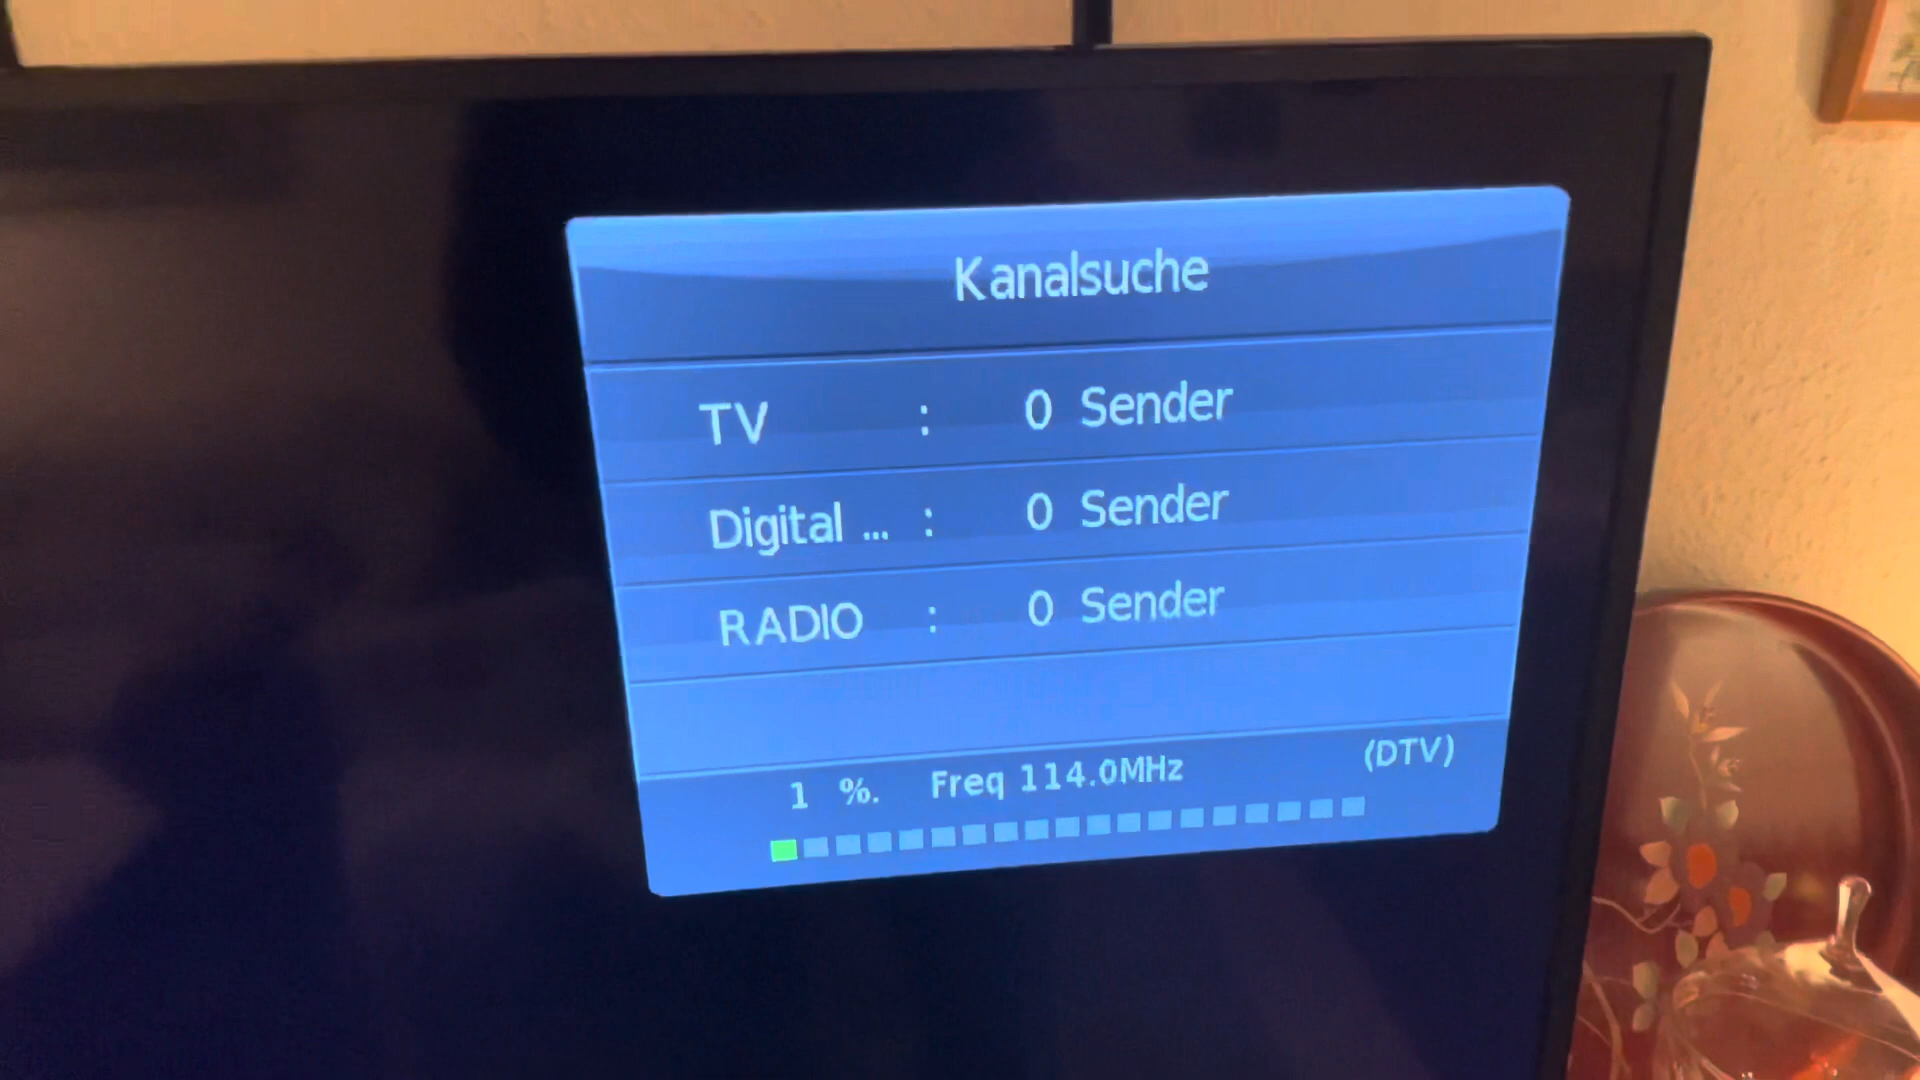 Kanalsuche
TV : 0 Sender
Digital ... : 0 Sender
RADIO : 0 Sender
1 %. Freq 114.0MHz (DTV)